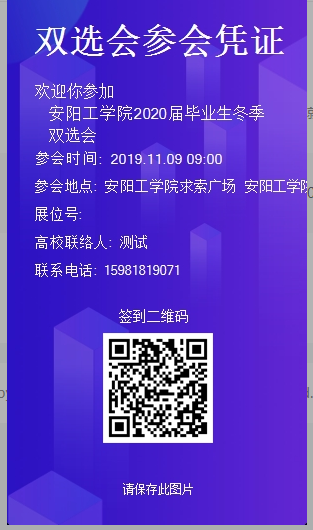 双选会参会凭证
欢迎你参加
安阳工学院2020届毕业生冬季
双选会
参会时间: 2019.11.09 09:00
参会地点: 安阳工学院求索广场 安阳工学院
展位号:
高校联络人: 测试
联系电话: 15981819071
签到二维码
请保存此图片